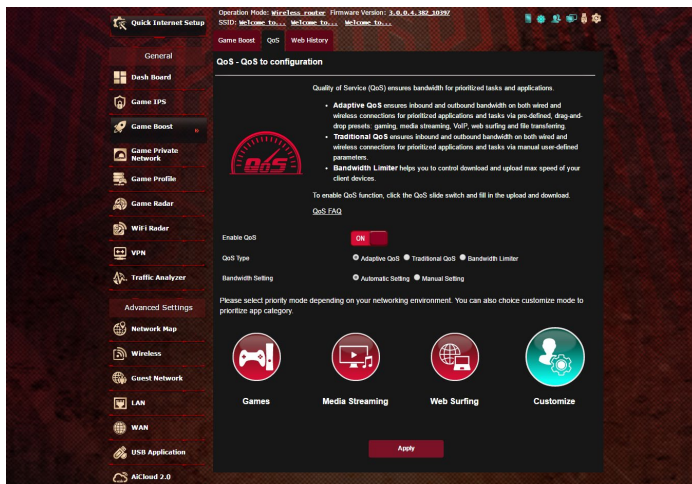 Quick Internet Setup
Operation Mode: Wireless router Firmware Version: 3.0.0.4.382_10397
SSID: Welcome to... Welcome to... Welcome to...
Game Boost QoS Web History
General
Dash Board
Game IPS
Game Boost
Game Private
Network
Game Profile
Game Radar
WiFi Radar
VPN
Traffic Analyzer
Advanced Settings
Network Map
Wireless
Guest Network
LAN
WAN
USB Application
AiCloud 2.0
QoS - QoS to configuration
Quality of Service (QoS) ensures bandwidth for prioritized tasks and applications.
• Adaptive QoS ensures inbound and outbound bandwidth on both wired and
wireless connections for prioritized applications and tasks via pre-defined, drag-and-
drop presets: gaming, media streaming, VoIP, web surfing and file transferring.
• Traditional QoS ensures inbound and outbound bandwidth on both wired and
wireless connections for prioritized applications and tasks via manual user-defined
parameters.
• Bandwidth Limiter helps you to control download and upload max speed of your
client devices.
QoS
To enable QoS function, click the QoS slide switch and fill in the upload and download.
QoS FAQ
Enable QoS ON
QoS Type Adaptive QoS Traditional QoS Bandwidth Limiter
Bandwidth Setting Automatic Setting Manual Setting
Please select priority mode depending on your networking environment. You can also choice customize mode to
prioritize app category.
Games Media Streaming Web Surfing Customize
Apply